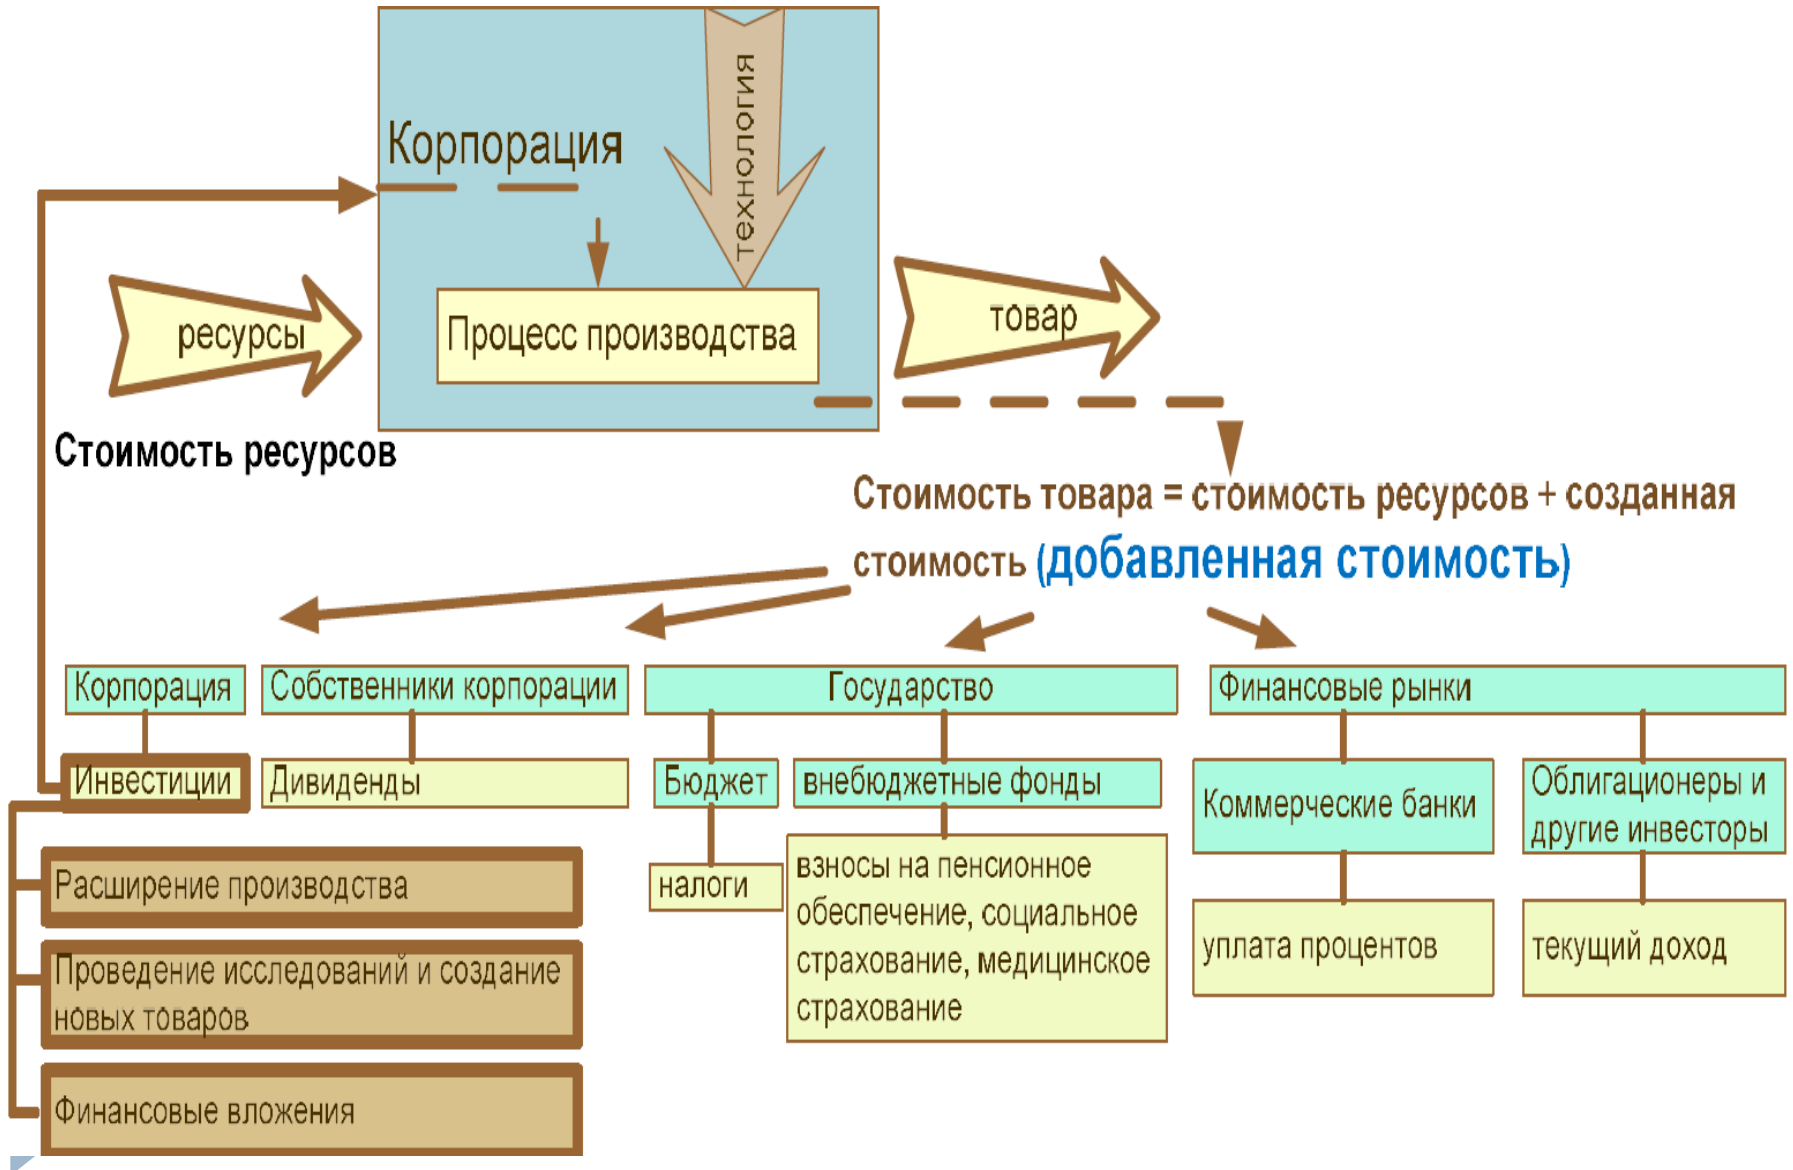 технология
Корпорация
ресурсы
Процесс производства
товар
Стоимость ресурсов
Стоимость товара = стоимость ресурсов + созданная
стоимость (добавленная стоимость)
Корпорация
Собственники корпорации
Государство
Финансовые рынки
Инвестиции
Дивиденды
Бюджет
внебюджетные фонды
Коммерческие банки
Облигационеры и
другие инвесторы
налоги
взносы на пенсионное
обеспечение, социальное
страхование, медицинское
страхование
уплата процентов
текущий доход
Расширение производства
Проведение исследований и создание
новых товаров
Финансовые вложения